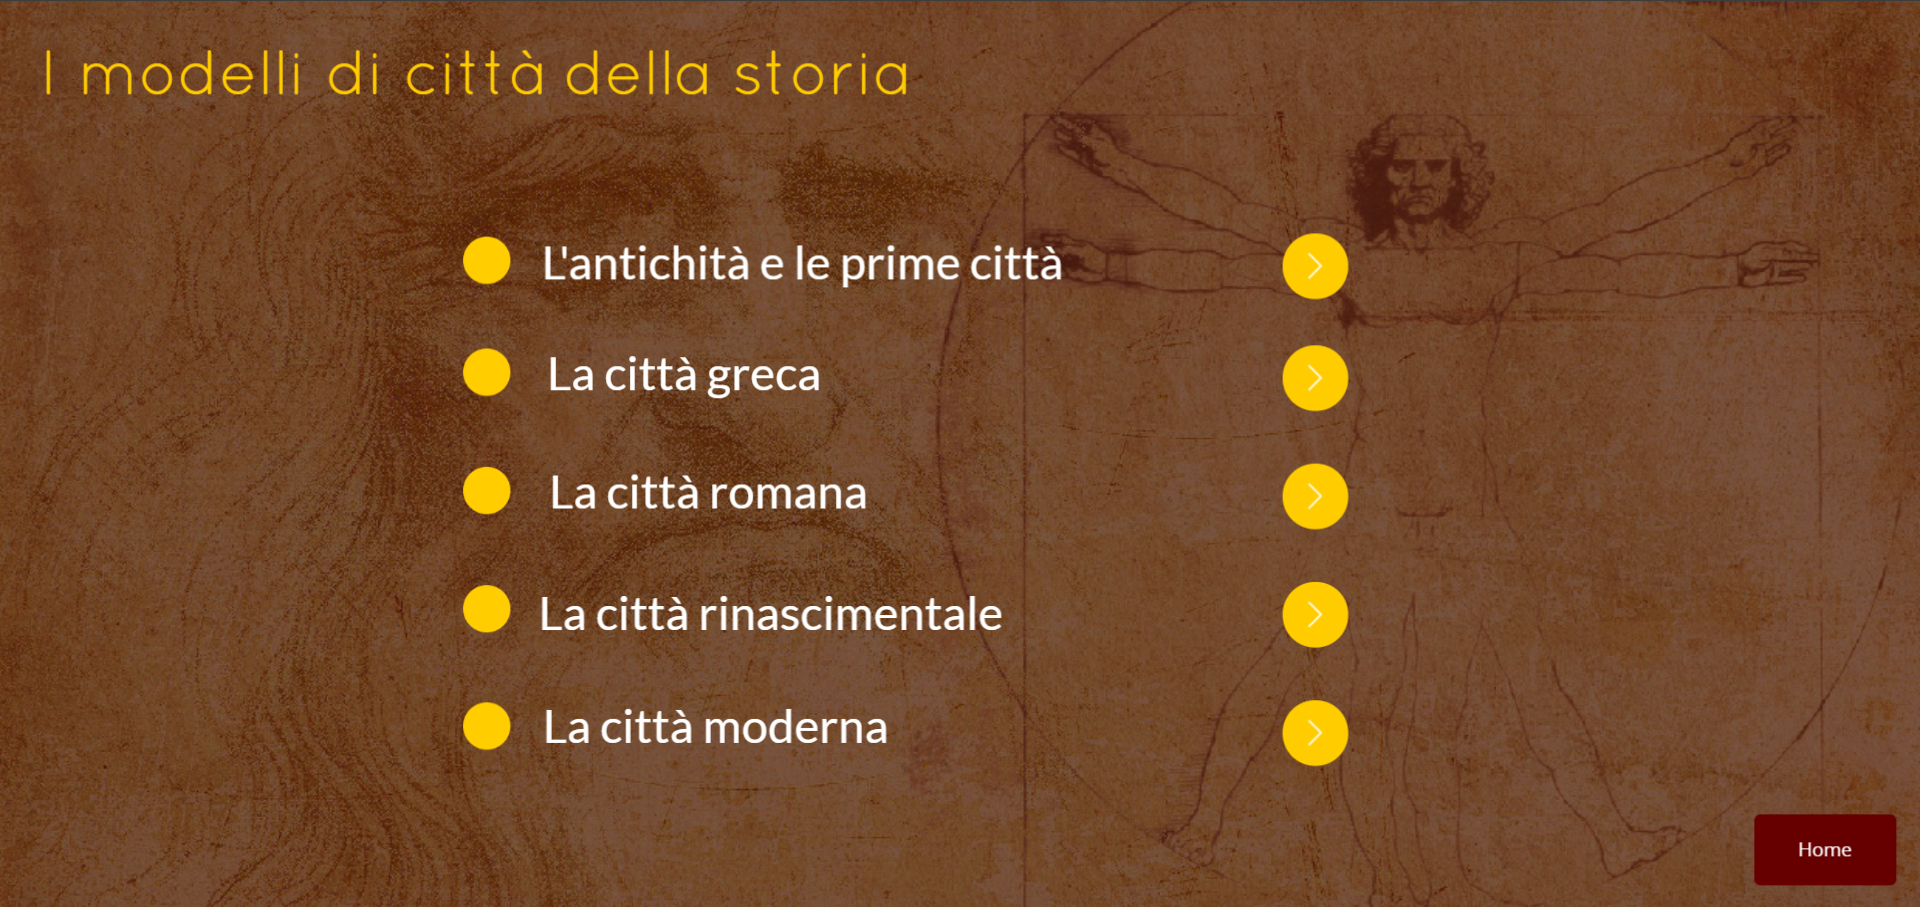 I modelli di città della storia
L'antichità e le prime città
La città greca
La città romana
La città rinascimentale
La città moderna
Home